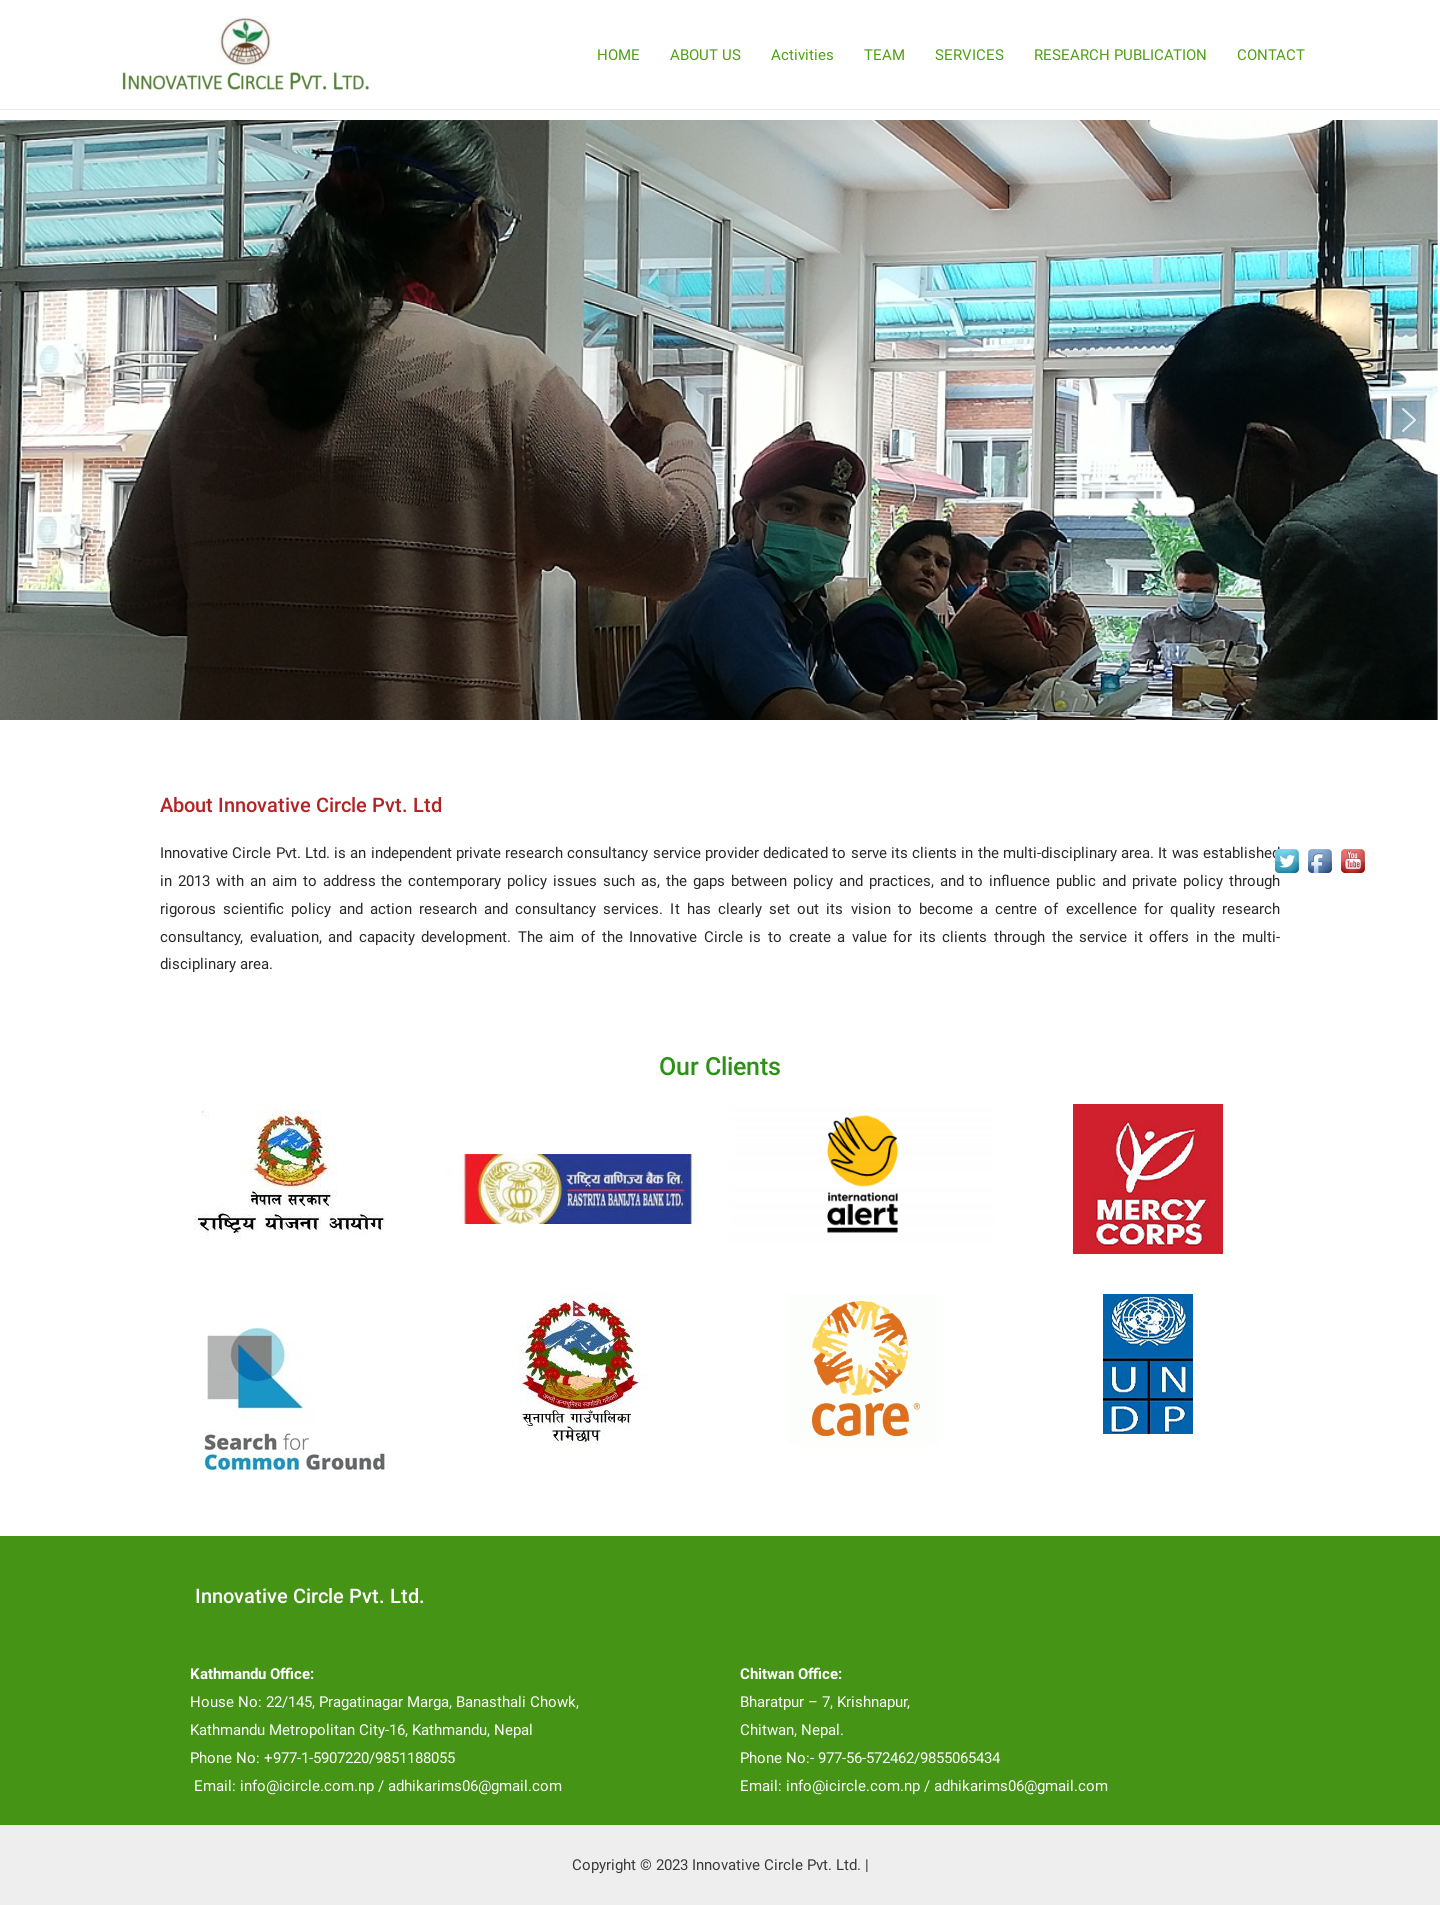 INNOVATIVE CIRCLE PVT. LTD.
HOME ABOUT US Activities TEAM SERVICES RESEARCH PUBLICATION CONTACT
About Innovative Circle Pvt. Ltd
Innovative Circle Pvt. Ltd. is an independent private research consultancy service provider dedicated to serve its clients in the multi-disciplinary area. It was established
in 2013 with an aim to address the contemporary policy issues such as, the gaps between policy and practices, and to influence public and private policy through
rigorous scientific policy and action research and consultancy services. It has clearly set out its vision to become a centre of excellence for quality research
consultancy, evaluation, and capacity development. The aim of the Innovative Circle is to create a value for its clients through the service it offers in the multi-
disciplinary area.
You
Tube
Our Clients
नेपाल सरकार
राष्ट्रिय योजना आयोग
राष्ट्रिय वाणिज्य बैंक लि.
RASTRIYA BANIJYA BANK LTD.
international
alert
MERCY
CORPS
Search for
Common Ground
सुनापति गाउँपालिका
रामेछाप
care®
U N
D P
Innovative Circle Pvt. Ltd.
Kathmandu Office:
House No: 22/145, Pragatinagar Marga, Banasthali Chowk,
Kathmandu Metropolitan City-16, Kathmandu, Nepal
Phone No: +977-1-5907220/9851188055
Email: info@icircle.com.np / adhikarims06@gmail.com
Chitwan Office:
Bharatpur – 7, Krishnapur,
Chitwan, Nepal.
Phone No:- 977-56-572462/9855065434
Email: info@icircle.com.np / adhikarims06@gmail.com
Copyright © 2023 Innovative Circle Pvt. Ltd. |